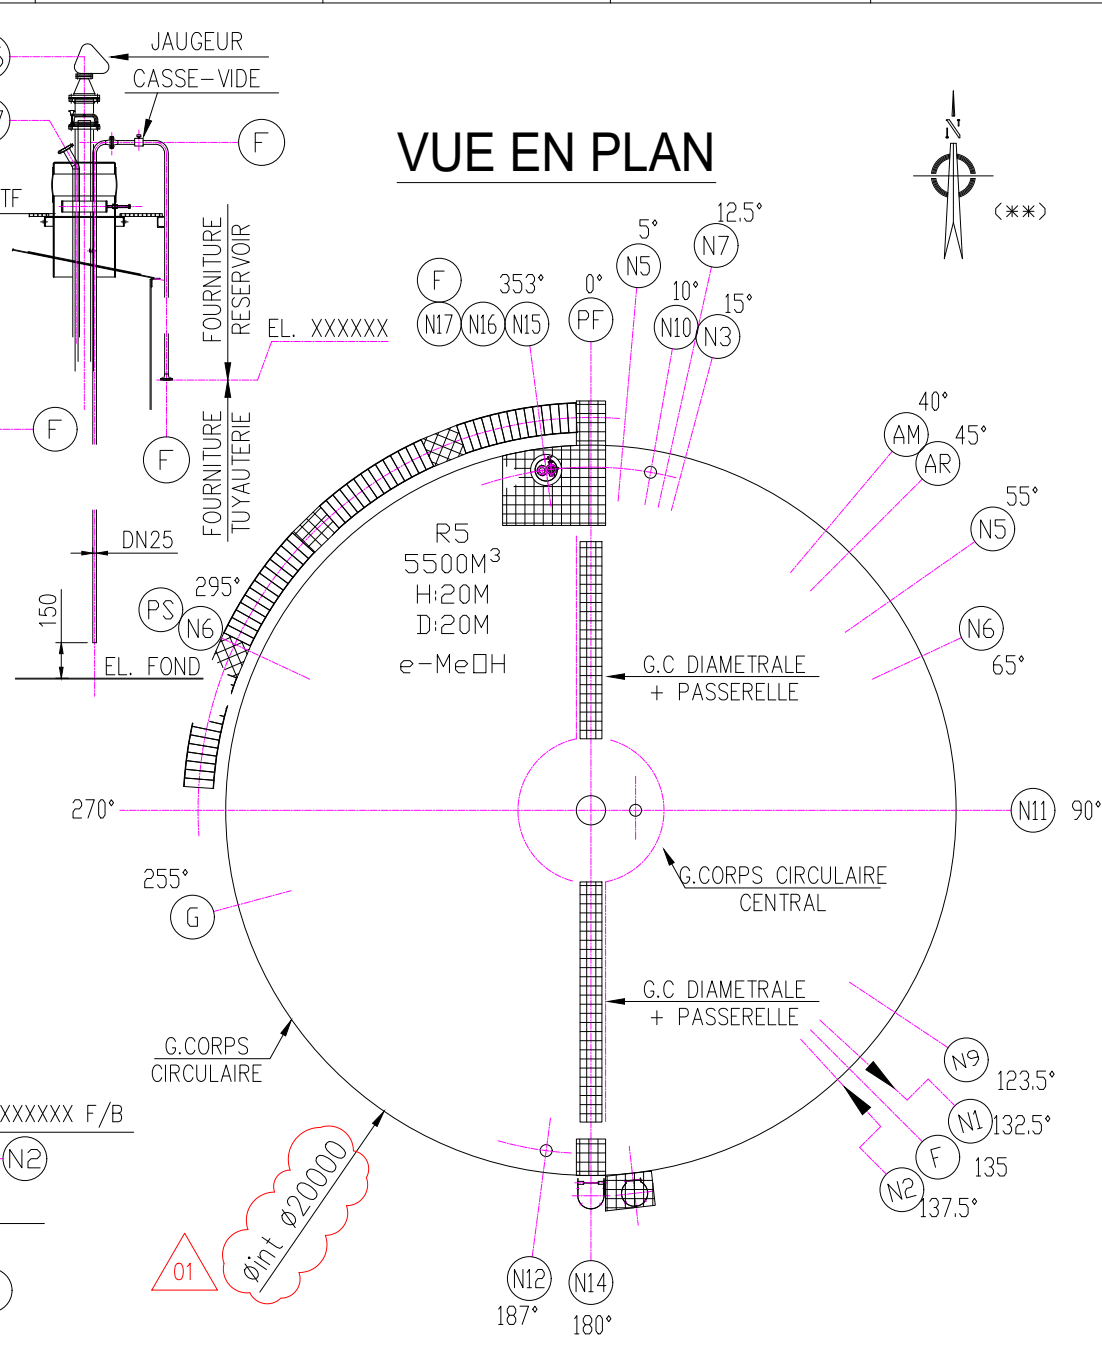 JAUGEUR
CASSE-VIDE
F
VUE EN PLAN
(**)
TF
FOURNITURE
RESERVOIR
EL. XXXXXX
FOURNITURE
TUYAUTERIE
F
F
DN25
150
EL. FOND
F
N17
N16
N15
353°
0°
PF
5°
N5
12.5°
N7
10°
N10
15°
N3
40°
AM
45°
AR
55°
N5
N6
65°
N11
90°
295°
PS
N6
R5
5500M³
H:20M
D:20M
e-Me□H
G.C DIAMETRALE
+ PASSERELLE
270°
255°
G
G.CORPS CIRCULAIRE
CENTRAL
G.C DIAMETRALE
+ PASSERELLE
G.CORPS
CIRCULAIRE
N9
123.5°
N1
132.5°
F
135
N2
137.5°
XXXXXX F/B
N2
Øint Ø20000
01
N12
187°
N14
180°